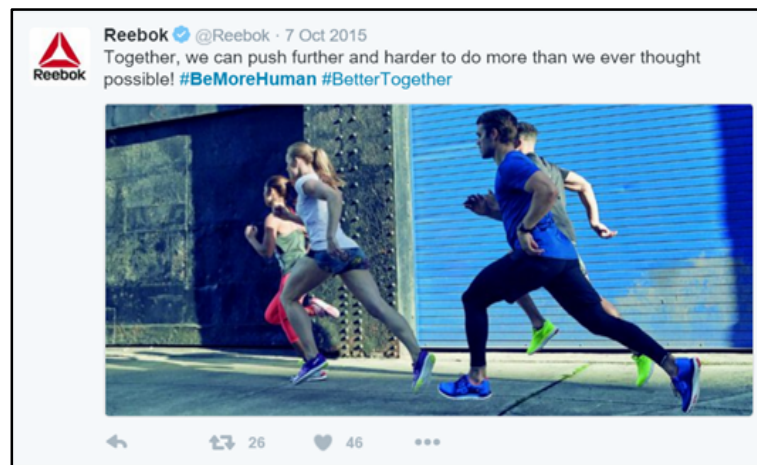 Reebok @Reebok · 7 Oct 2015
Together, we can push further and harder to do more than we ever thought
possible! #BeMoreHuman #BetterTogether
Reebok
26 46